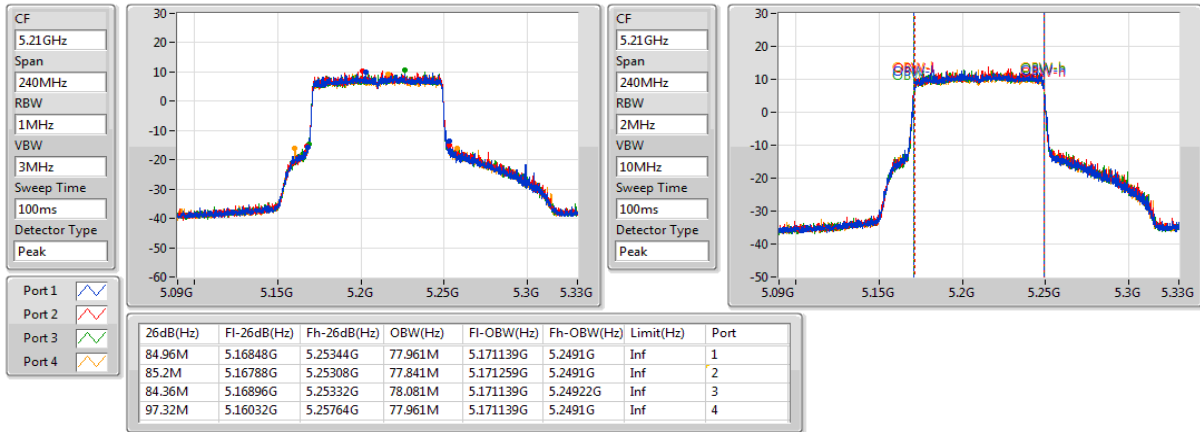 CF
5.21GHz
Span
240MHz
RBW
1MHz
VBW
3MHz
Sweep Time
100ms
Detector Type
Peak
30
20
10
0
-10
-20
-30
-40
-50
-60
5.09G 5.15G 5.2G 5.25G 5.3G 5.33G
CF
5.21GHz
Span
240MHz
RBW
2MHz
VBW
10MHz
Sweep Time
100ms
Detector Type
Peak
30
20
10
0
-10
-20
-30
-40
-50
OBW-l OBW-h
5.09G 5.15G 5.2G 5.25G 5.3G 5.33G
Port 1
Port 2
Port 3
Port 4
26dB(Hz) Fl-26dB(Hz) Fh-26dB(Hz) OBW(Hz) Fl-OBW(Hz) Fh-OBW(Hz) Limit(Hz) Port
84.96M 5.16848G 5.25344G 77.961M 5.171139G 5.2491G Inf 1
85.2M 5.16788G 5.25308G 77.841M 5.171259G 5.2491G Inf 2
84.36M 5.16896G 5.25332G 78.081M 5.171139G 5.24922G Inf 3
97.32M 5.16032G 5.25764G 77.961M 5.171139G 5.2491G Inf 4